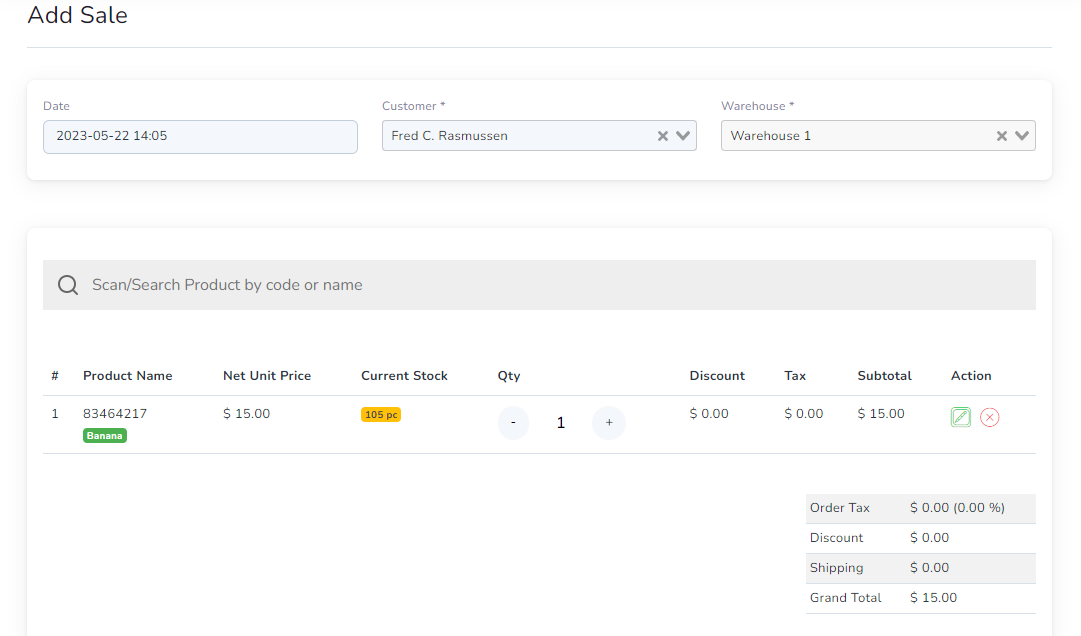 Add Sale
Date Customer * Warehouse *
2023-05-22 14:05 Fred C. Rasmussen Warehouse 1
Scan/Search Product by code or name
# Product Name Net Unit Price Current Stock Qty Discount Tax Subtotal Action
1 83464217 $ 15.00 105 pc - 1 + $ 0.00 $ 0.00 $ 15.00
Banana
Order Tax $ 0.00 (0.00 %)
Discount $ 0.00
Shipping $ 0.00
Grand Total $ 15.00